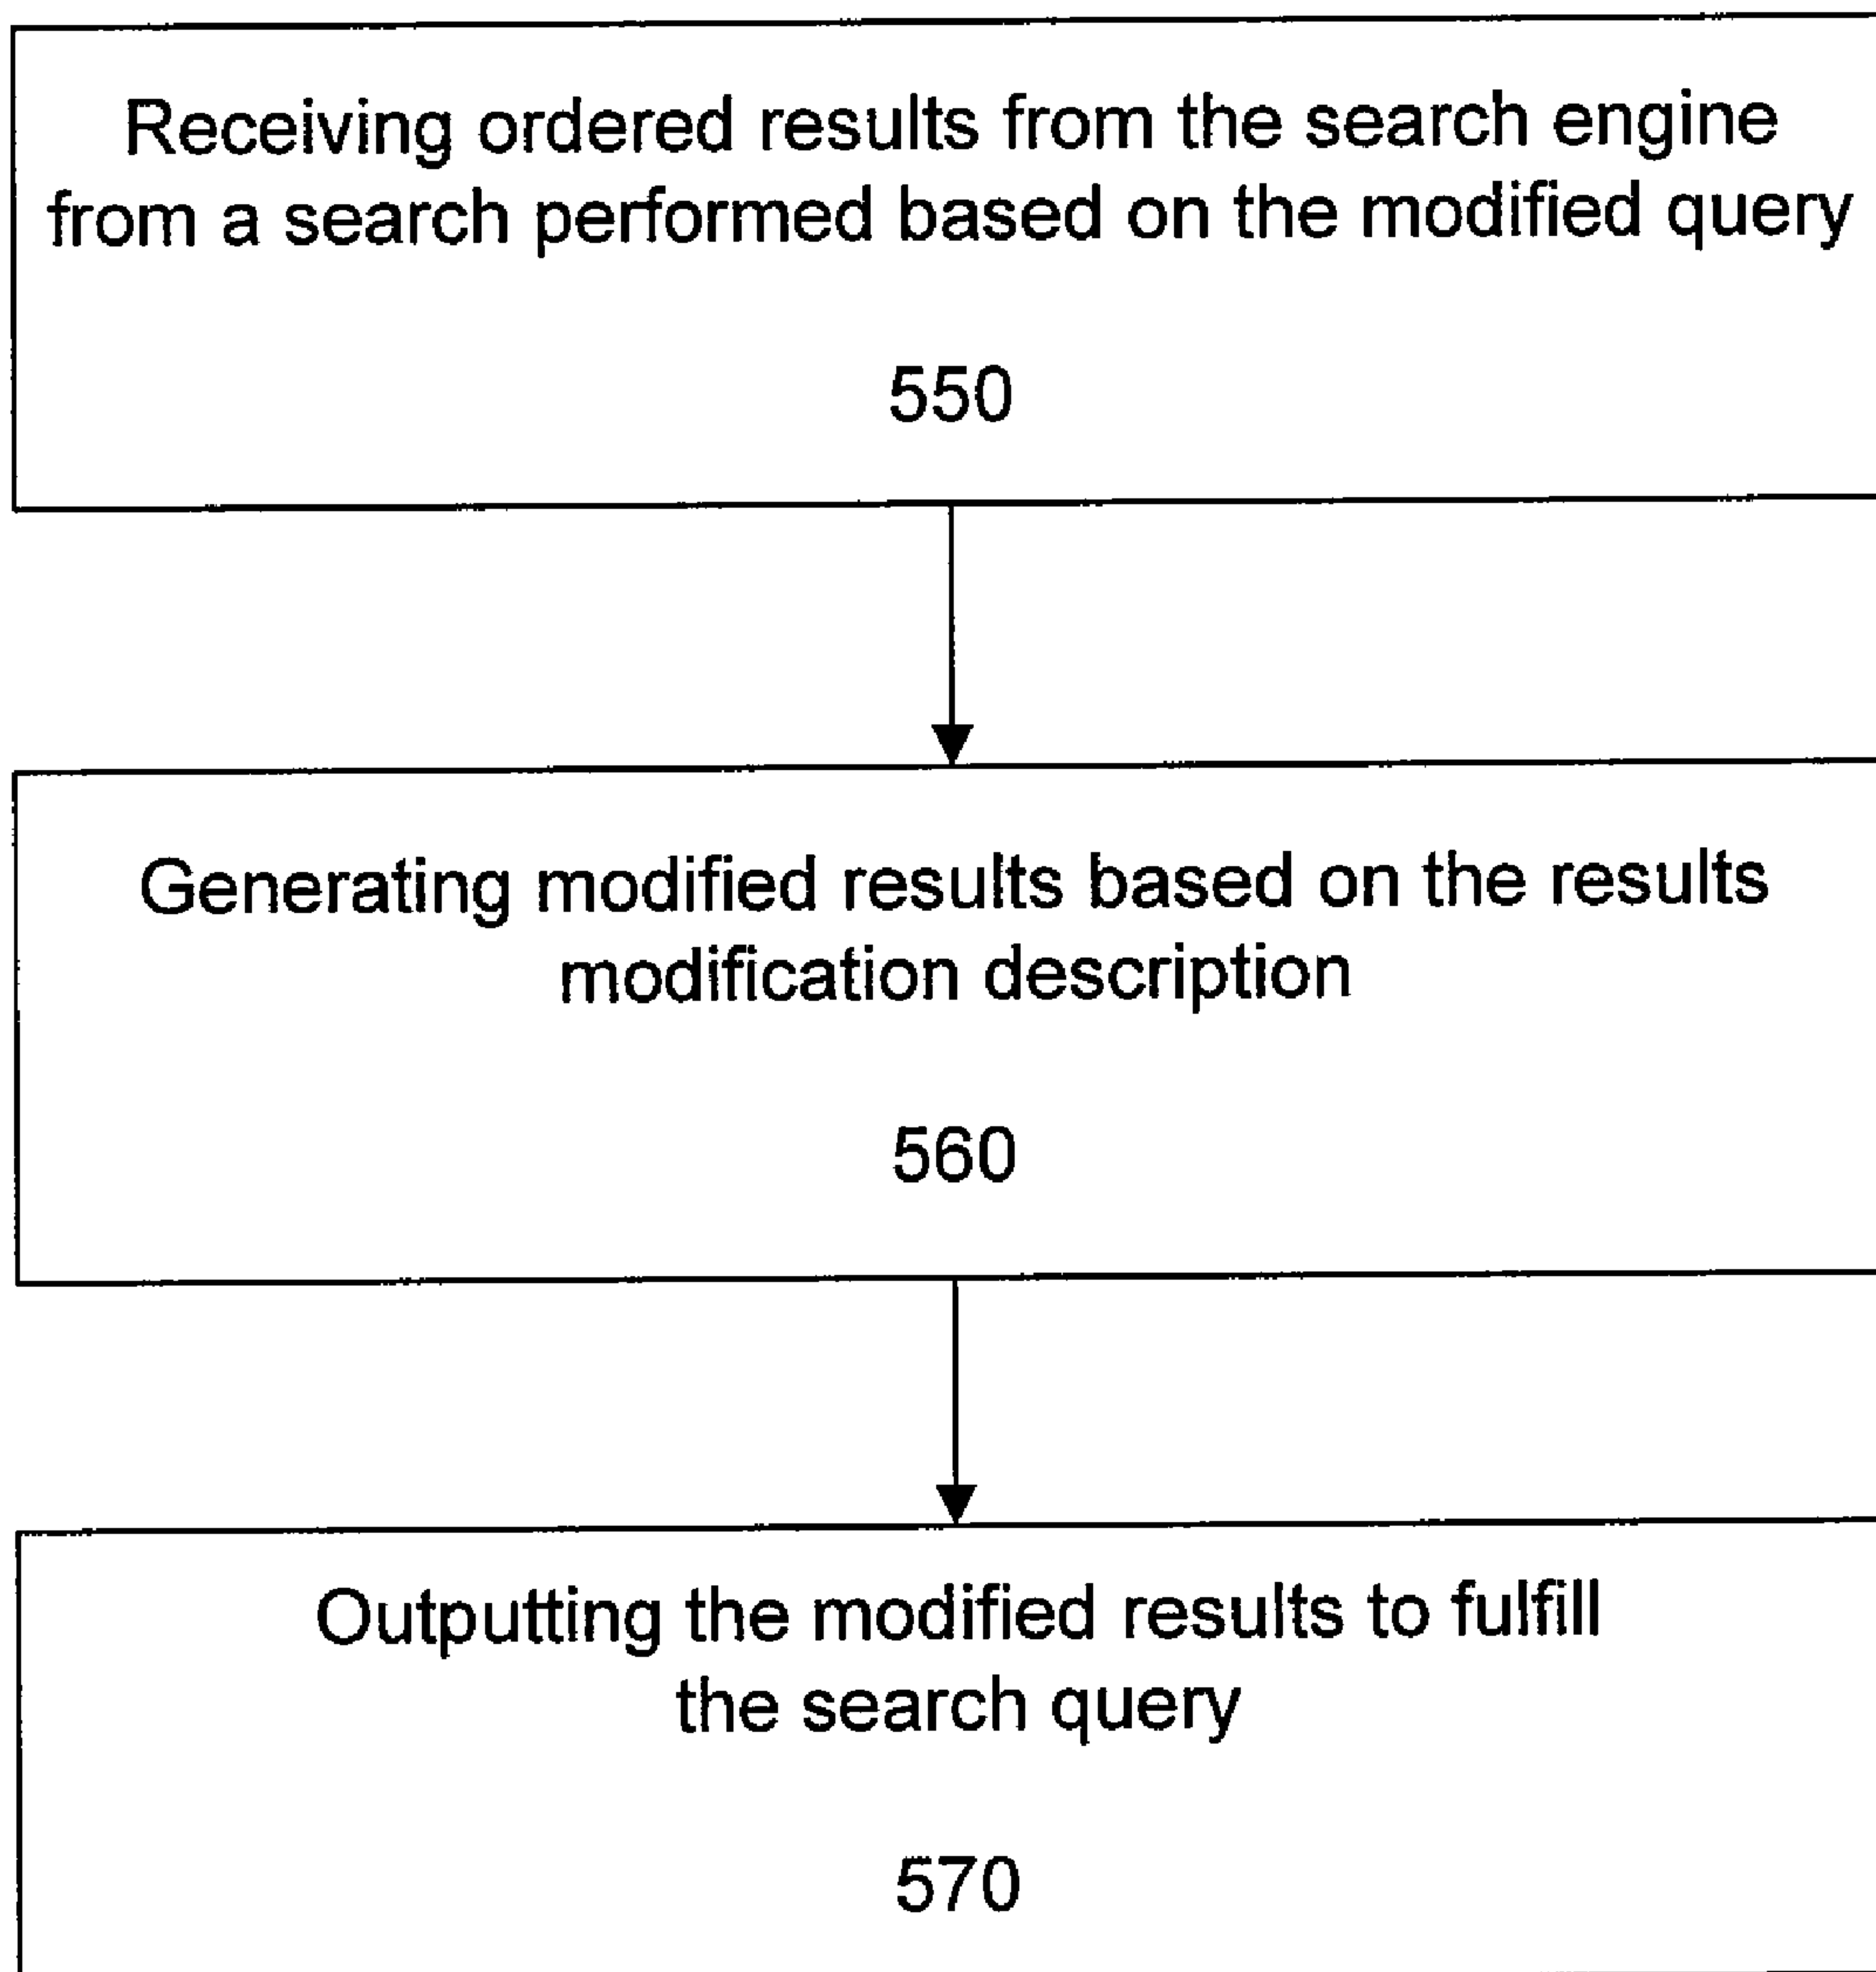 Receiving ordered results from the search engine
from a search performed based on the modified query
550
Generating modified results based on the results
modification description
560
Outputting the modified results to fulfill
the search query
570